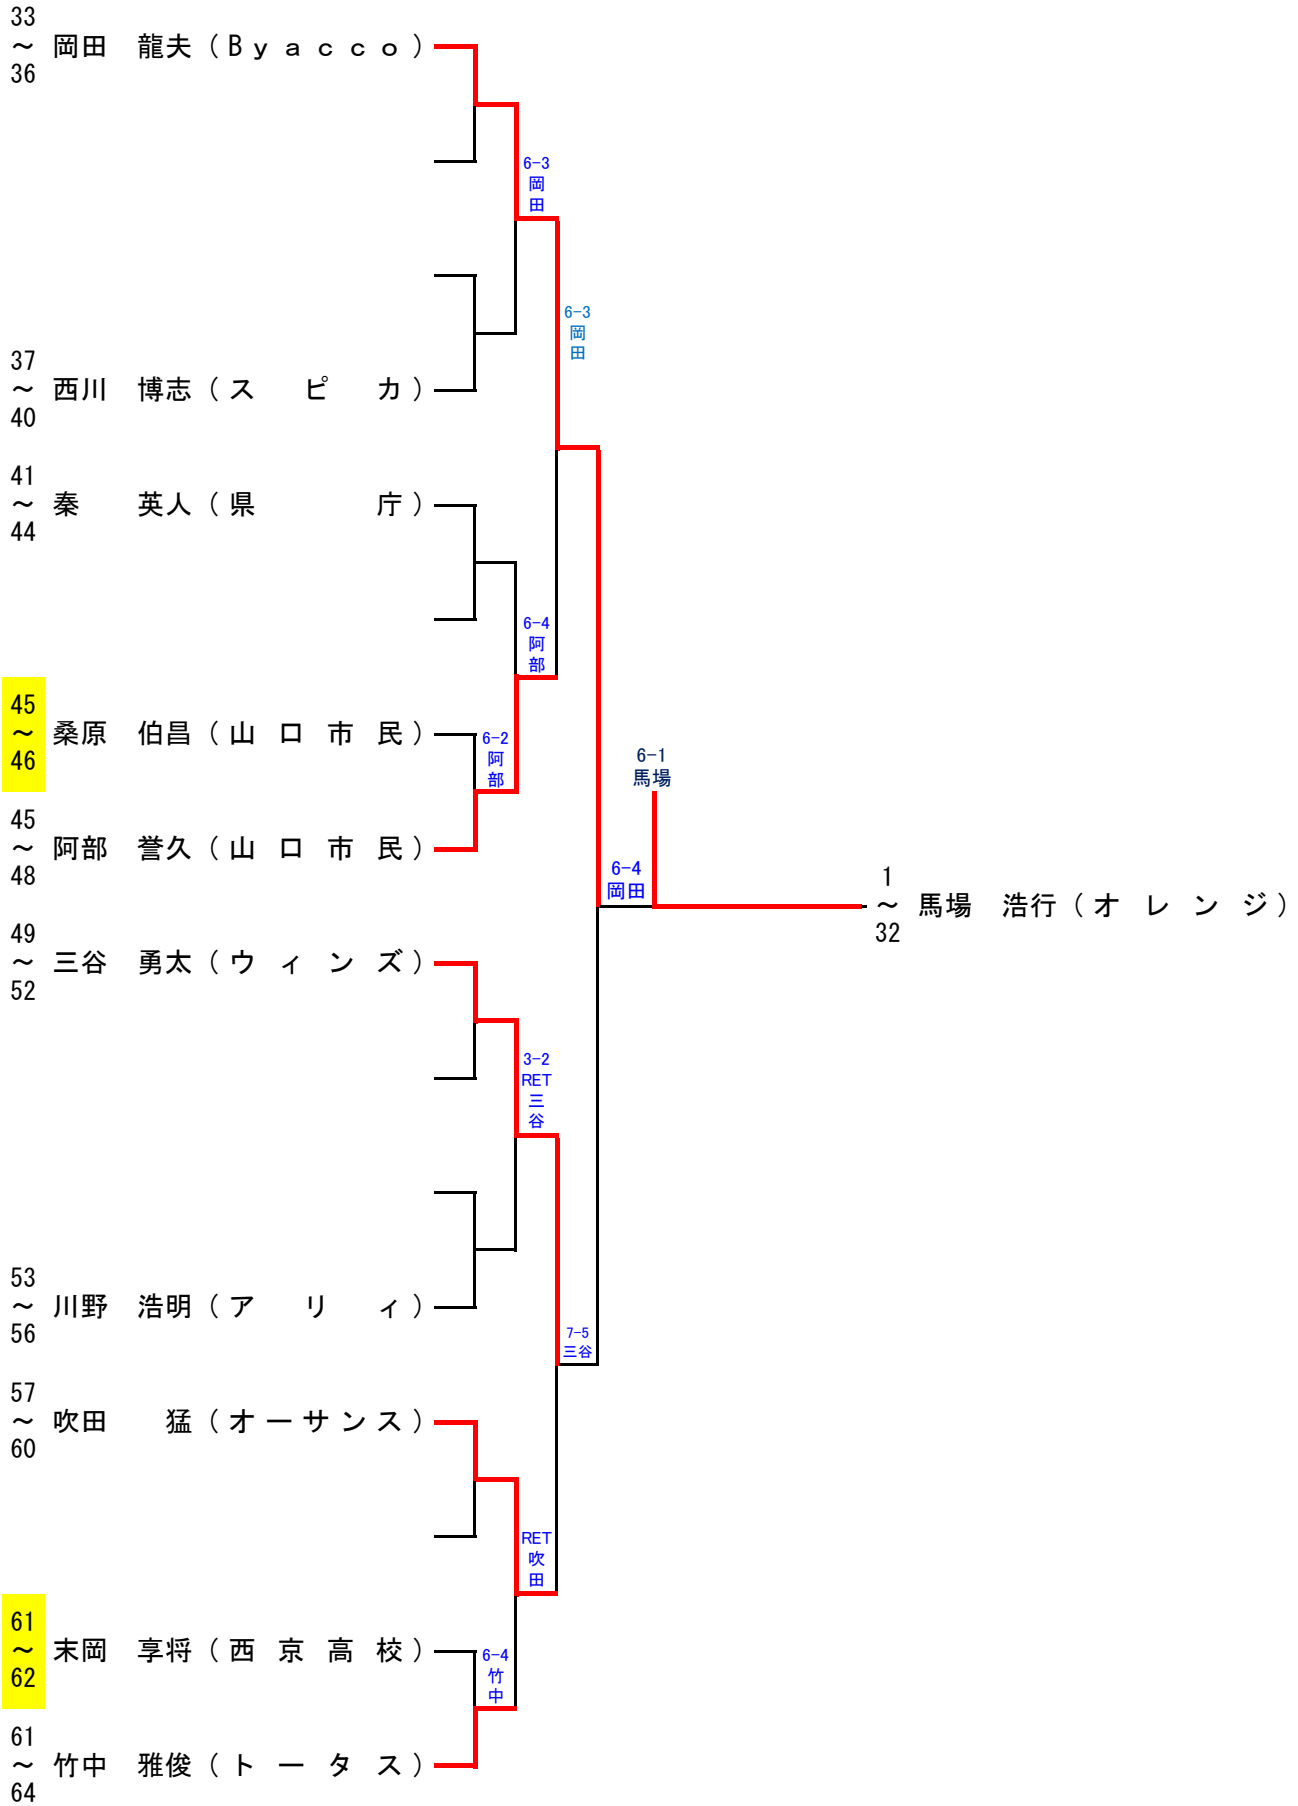 33
～ 岡田　龍夫（Ｂｙａｃｃｏ）
36
6-3
岡
田
6-3
岡
田
37
～ 西川　博志（スピカ）
40
41
～ 秦　英人（県庁）
44
6-4
阿
部
45
～ 桑原　伯昌（山口市民）
46
6-2
阿
部
45
～ 阿部　誉久（山口市民）
48
6-1
馬場
6-4
岡田
1
～ 馬場　浩行（オレンジ）
32
49
～ 三谷　勇太（ウィンズ）
52
3-2
RET
三
谷
53
～ 川野　浩明（アリィ）
56
7-5
三谷
57
～ 吹田　猛（オーサンス）
60
RET
吹
田
61
～ 末岡　享将（西京高校）
62
6-4
竹
中
61
～ 竹中　雅俊（トータス）
64